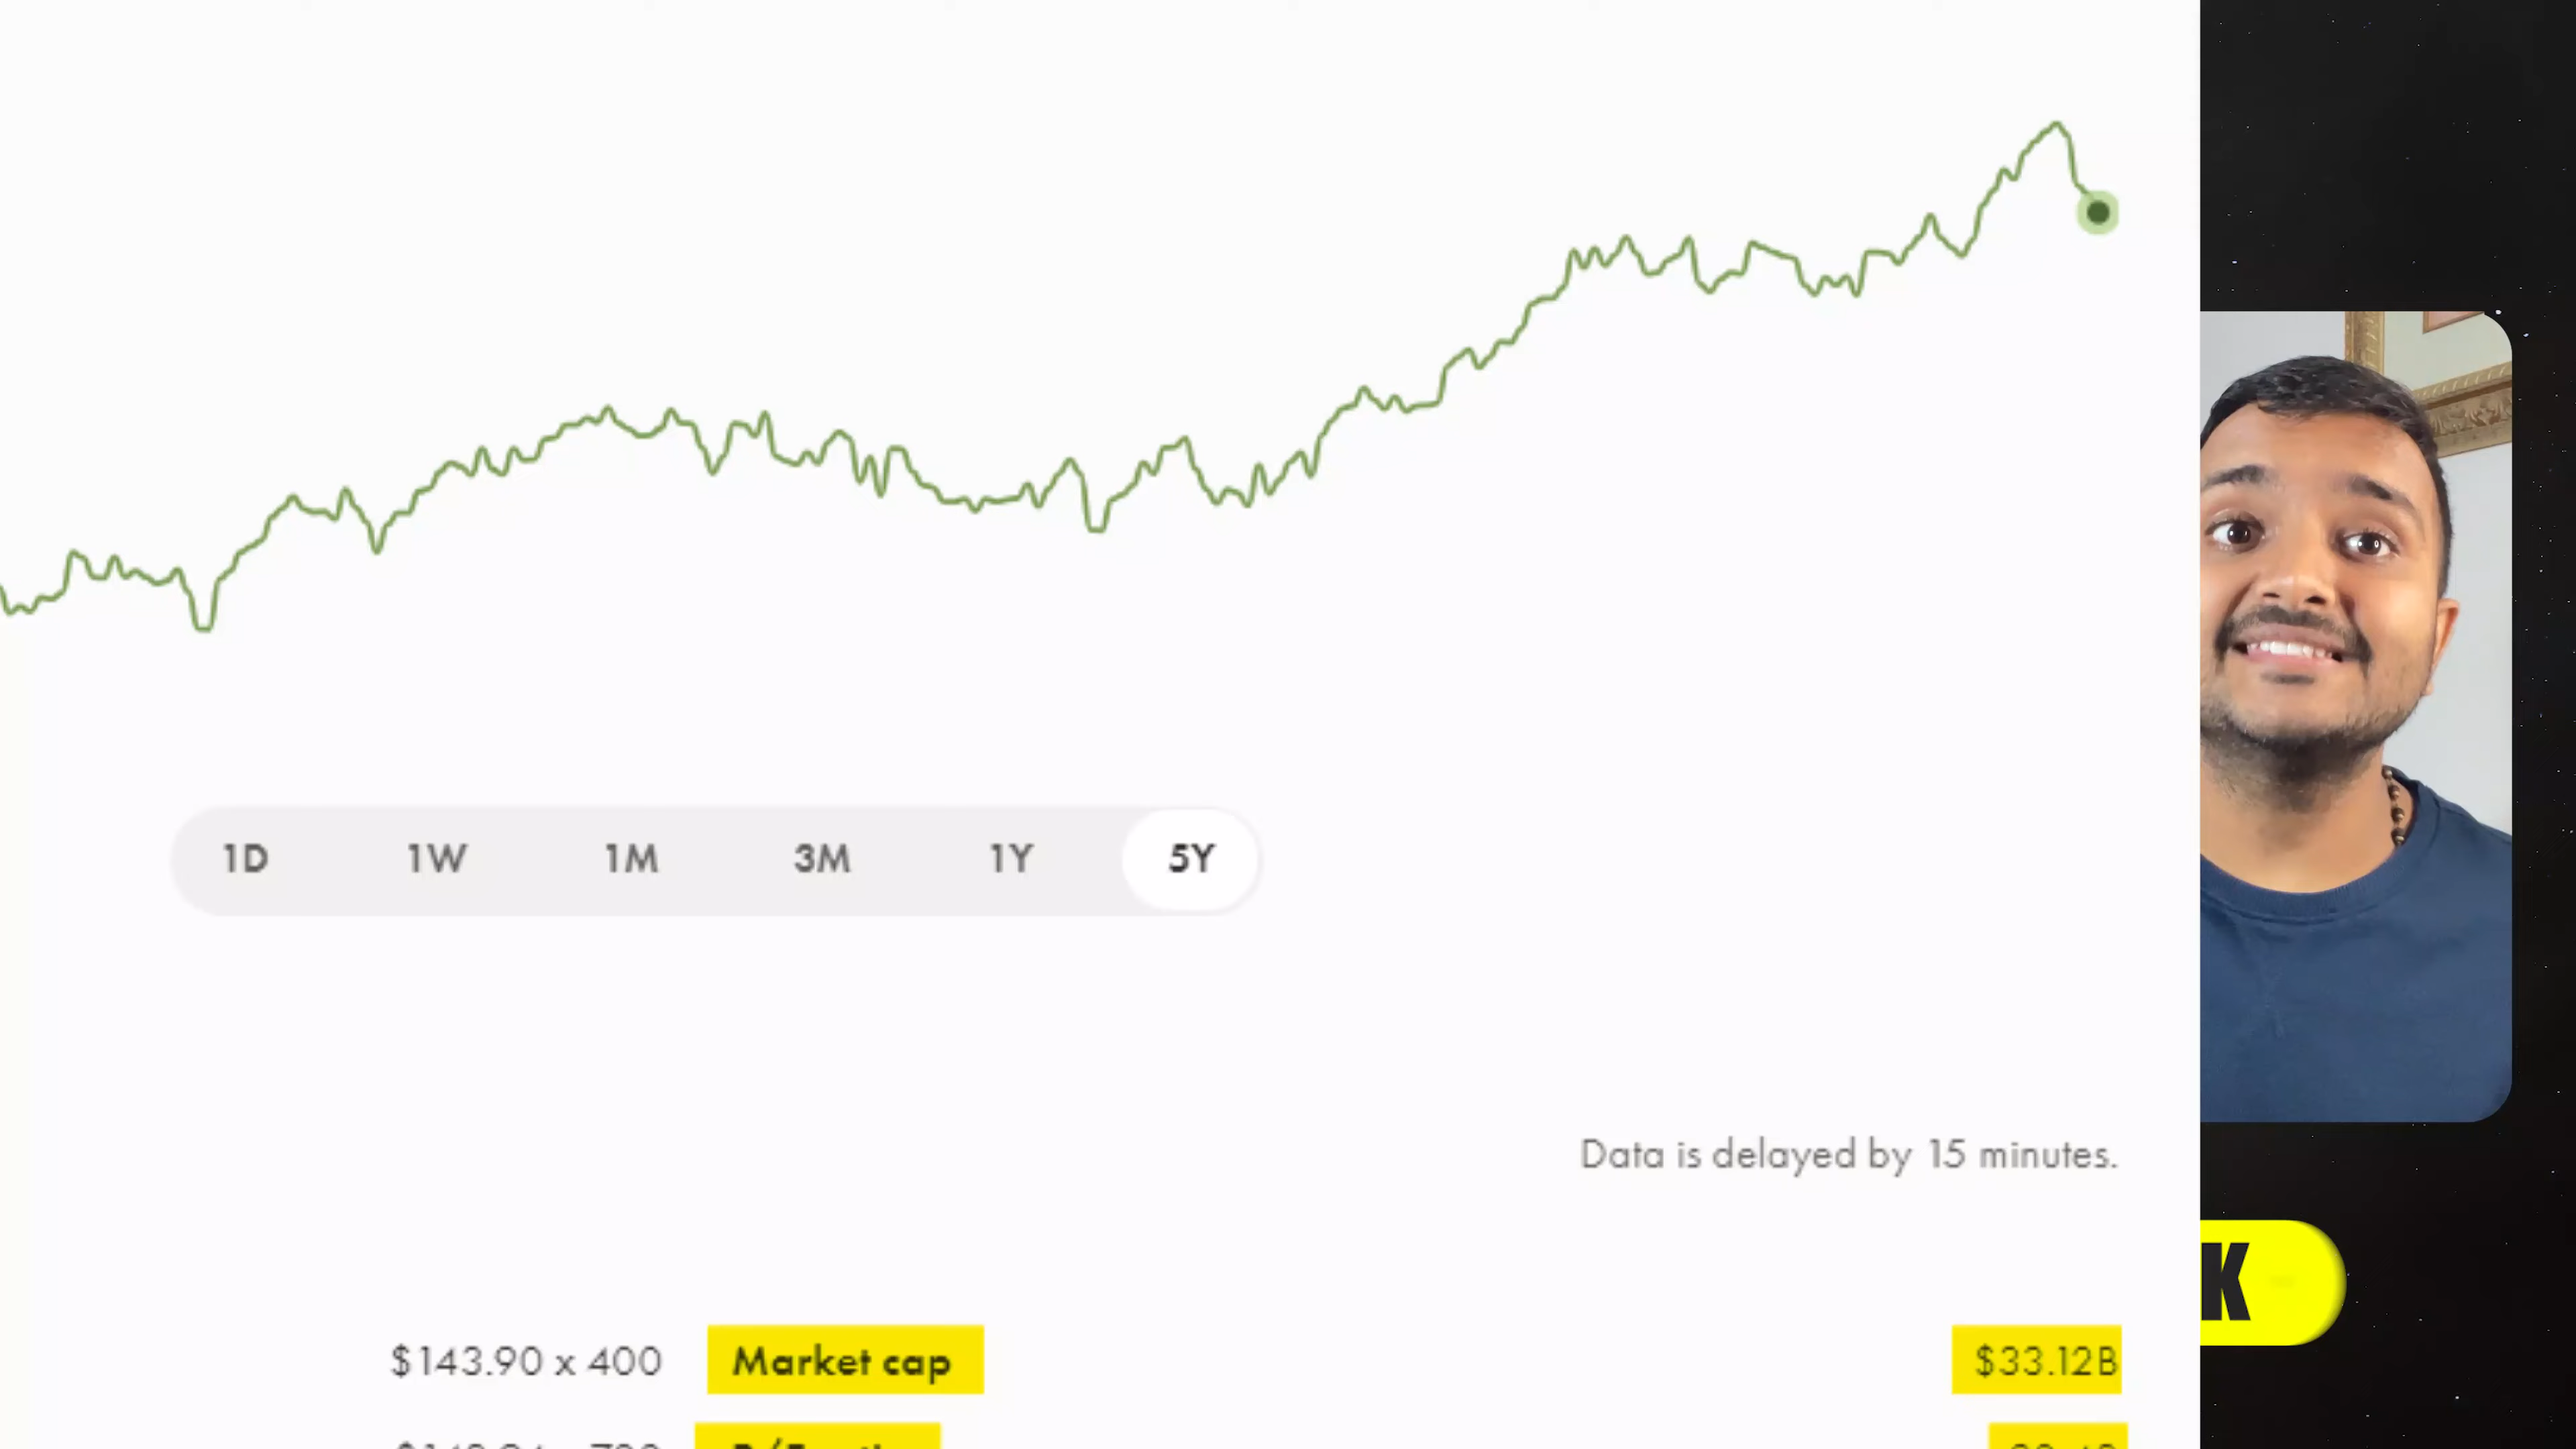 1D 1W 1M 3M 1Y 5Y
Data is delayed by 15 minutes.
K
$143.90 x 400 Market cap $33.12B